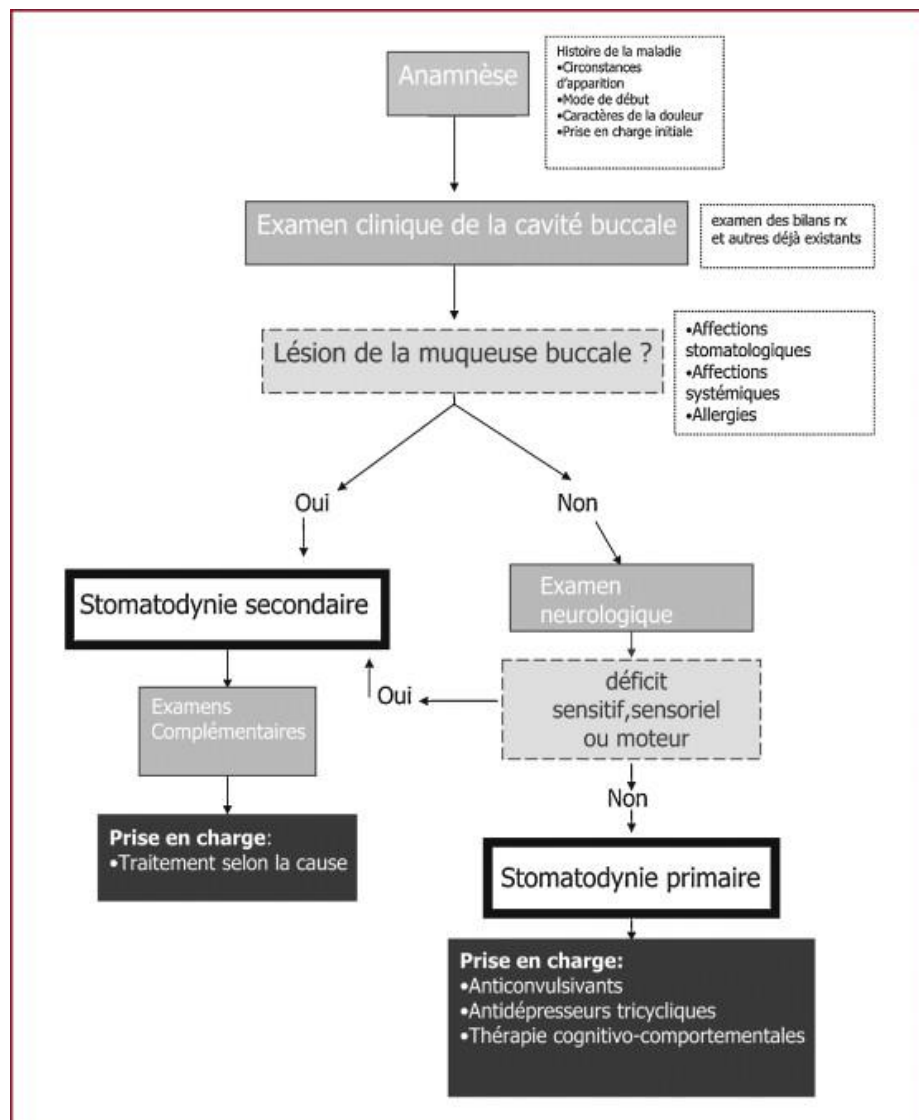 Anamnèse
Histoire de la maladie
•Circonstances
d'apparition
•Mode de début
•Caractères de la douleur
•Prise en charge initiale
Examen clinique de la cavité buccale
examen des bilans rx
et autres déjà existants
Lésion de la muqueuse buccale ?
•Affections
stomatologiques
•Affections
systémiques
•Allergies
Oui
Non
Stomatodynie secondaire
Examen
neurologique
Oui
déficit
sensitif,sensoriel
ou moteur
Examens
Complémentaires
Non
Prise en charge:
•Traitement selon la cause
Stomatodynie primaire
Prise en charge:
•Anticonvulsivants
•Antidépresseurs tricycliques
•Thérapie cognitivo-comportementales